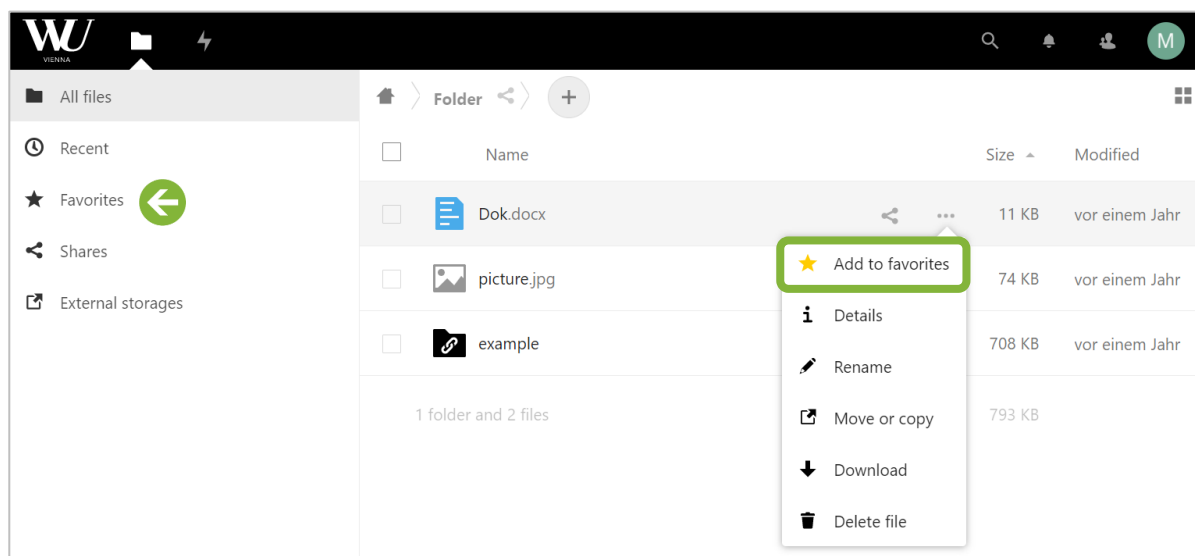 WU
VIENNA
M
All files
Recent
Favorites
Shares
External storages
Folder
+
Name Size Modified
Dok.docx 11 KB vor einem Jahr
picture.jpg 74 KB vor einem Jahr
example 708 KB vor einem Jahr
1 folder and 2 files 793 KB
Add to favorites
Details
Rename
Move or copy
Download
Delete file